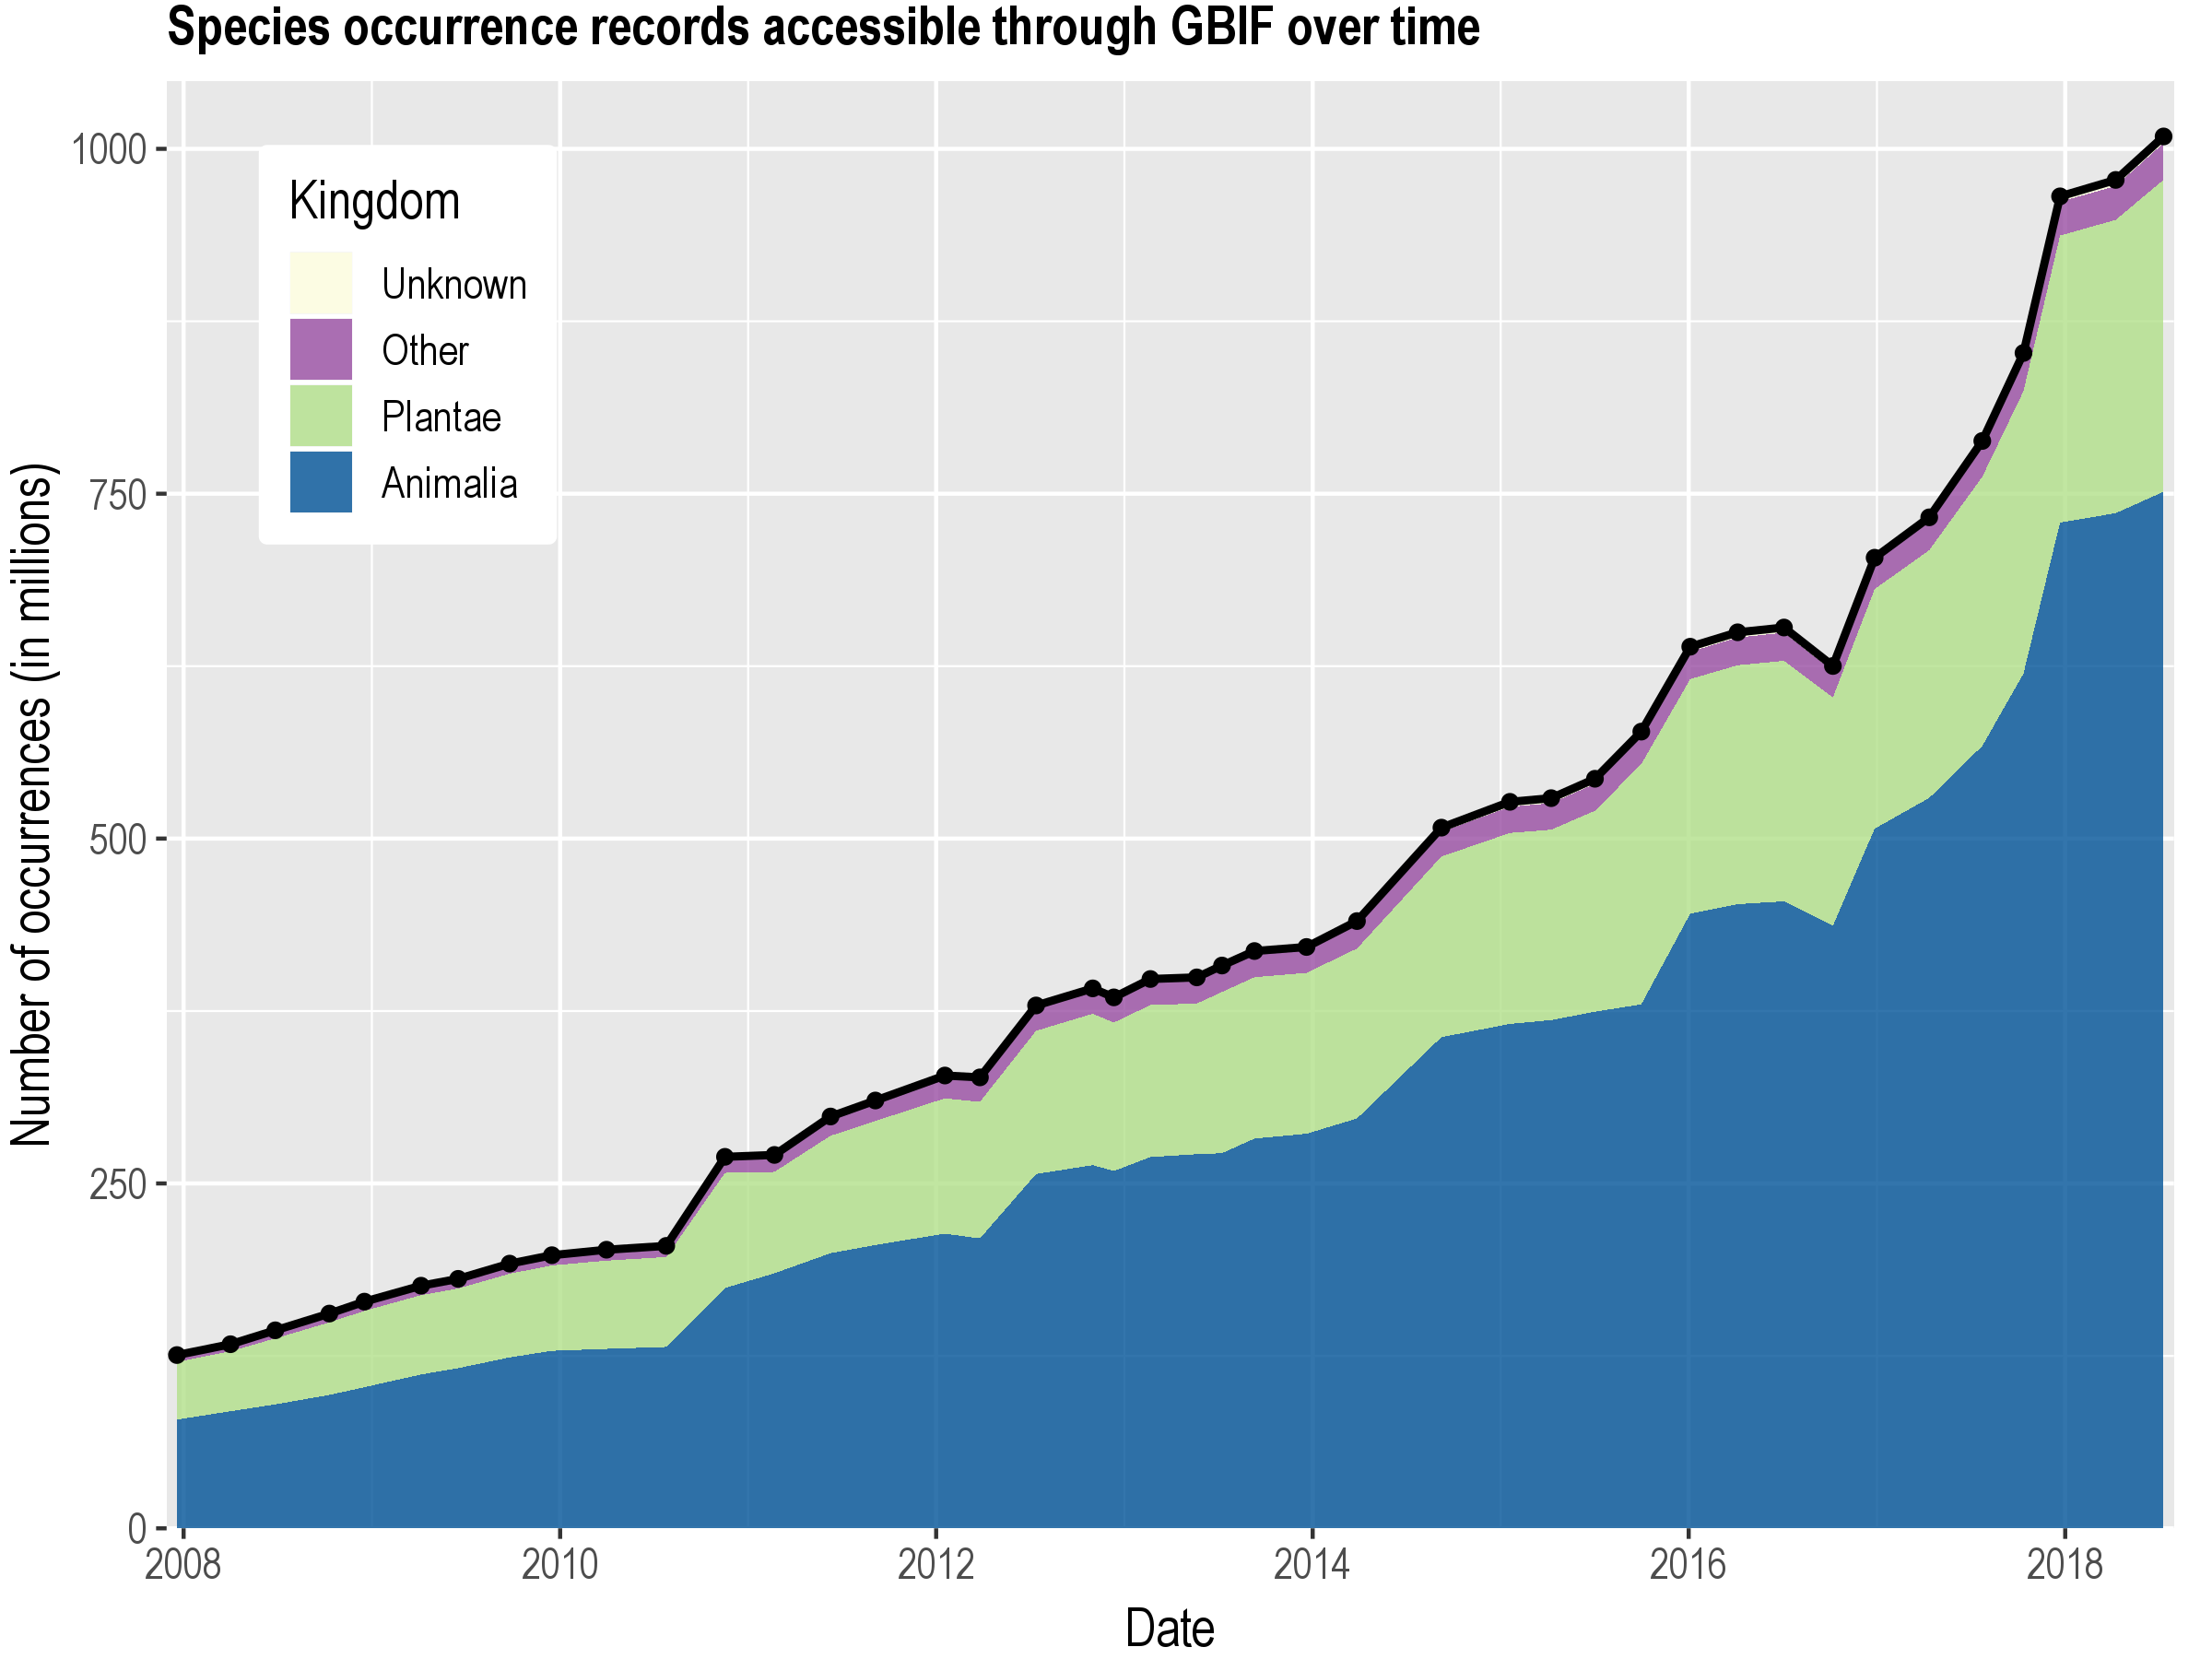 Species occurrence records accessible through GBIF over time
Number of occurrences (in millions)
1000
750
500
250
0
Kingdom
Unknown
Other
Plantae
Animalia
2008 2010 2012 2014 2016 2018
Date